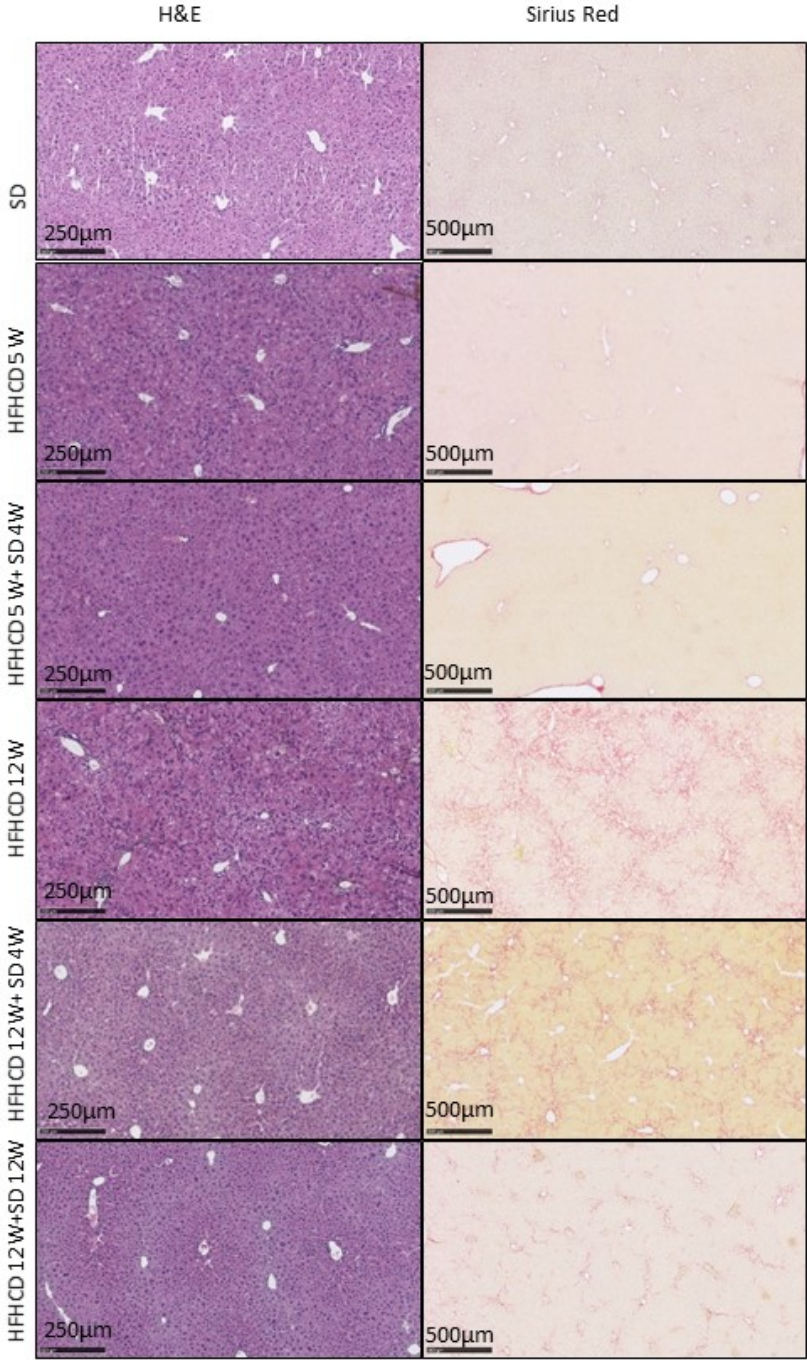 H&E
Sirius Red
SD
250µm
500µm
HFHCD 5 W
250µm
500µm
HFHCD 5 W+ SD 4W
250µm
500µm
HFHCD 12 W
250µm
500µm
HFHCD 12 W+ SD 4W
250µm
500µm
HFHCD 12 W+SD 12W
250µm
500µm